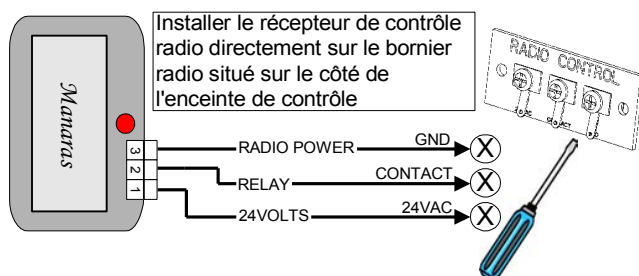 Installer le récepteur de contrôle
radio directement sur le bornier
radio situé sur le côté de
l'enceinte de contrôle
Manaras
3
2
1
RADIO POWER
GND
RELAY
CONTACT
24VOLTS
24VAC
RADIO CONTROL
CONTACT